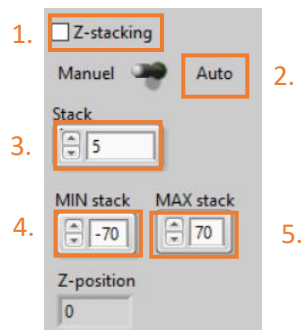 1. Z-stacking
Manuel Auto 2.
Stack
3. 5
MIN stack MAX stack
4. -70 70 5.
Z-position
0